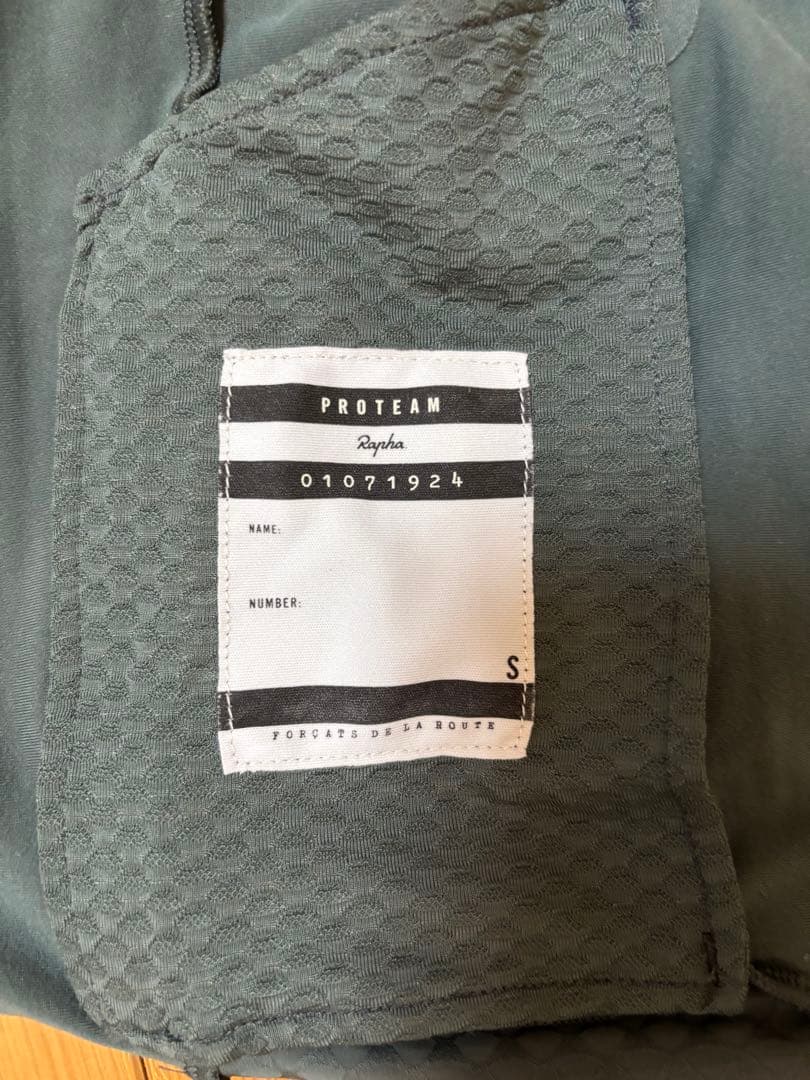 PROTEAM
Rapha
01071924
NAME:
NUMBER:
S
FORÇATS DE LA ROUTE